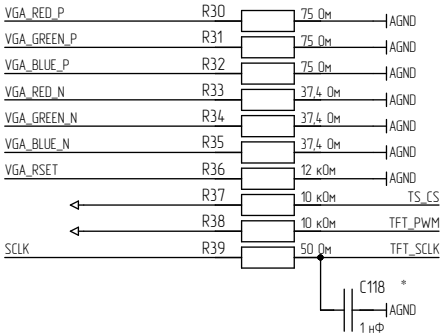 VGA_RED_P R30 75 Ом AGND
VGA_GREEN_P R31 75 Ом AGND
VGA_BLUE_P R32 75 Ом AGND
VGA_RED_N R33 37,4 Ом AGND
VGA_GREEN_N R34 37,4 Ом AGND
VGA_BLUE_N R35 37,4 Ом AGND
VGA_RSET R36 12 кОм AGND
R37 10 кОм TS_CS
R38 10 кОм TFT_PWM
SCLK R39 50 Ом TFT_SCLK
C118 *
AGND
1 нФ